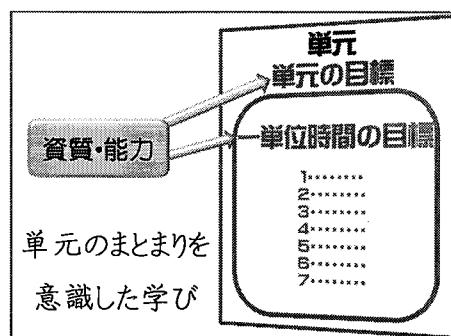 単元
単元の目標
資質・能力
単位時間の目標
1........
2........
3........
4........
5........
6........
7........
単元のまとまりを
意識した学び